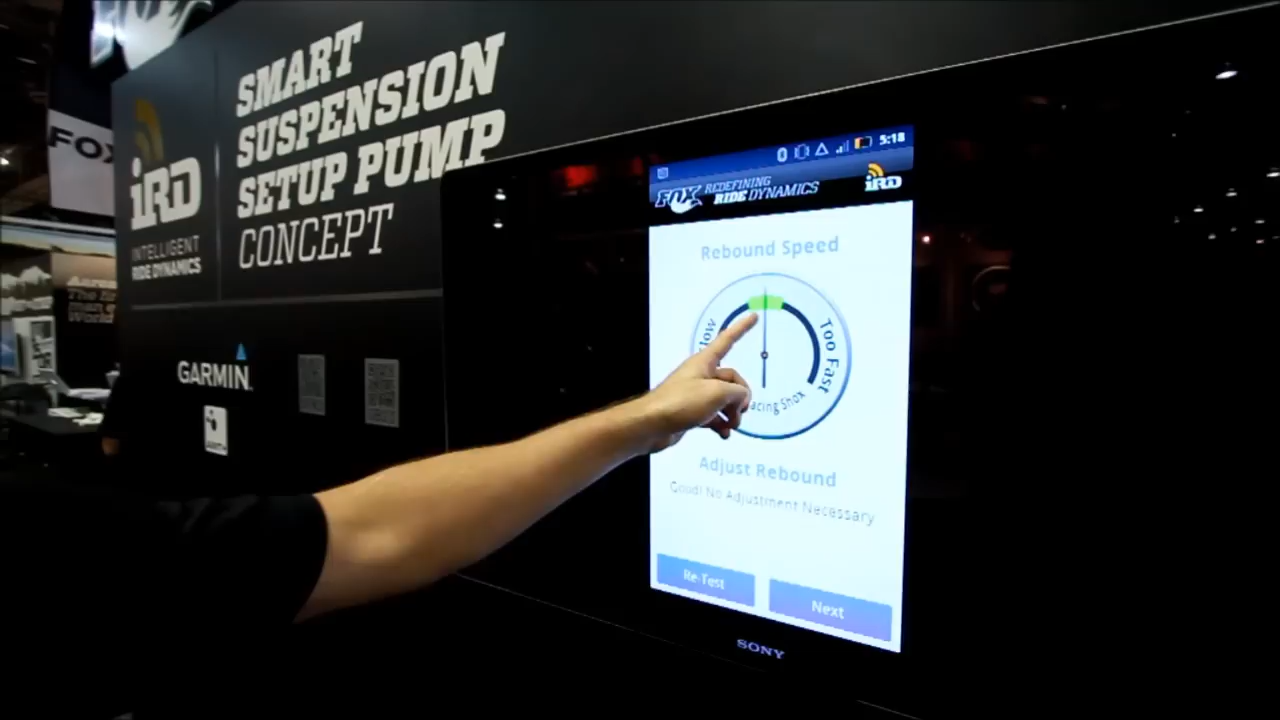 FOX
iRD
INTELLIGENT
RIDE DYNAMICS
SMART
SUSPENSION
SETUP PUMP
CONCEPT
GARMIN
5:18
FOX REDEFINING
RIDE DYNAMICS
iRD
Rebound Speed
Too Fast
Adjust Rebound
Good! No Adjustment Necessary
Re-Test
Next
SONY